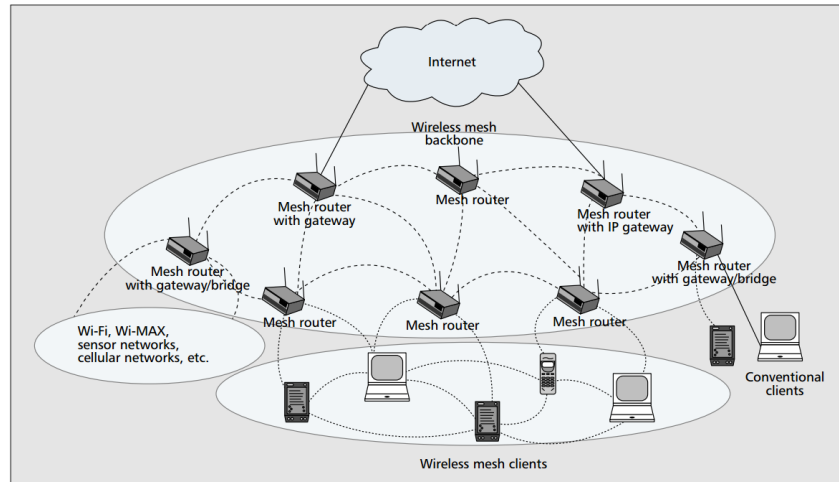 Internet
Wireless mesh
backbone
Mesh router
with gateway
Mesh router
Mesh router
with IP gateway
Mesh router
with gateway/bridge
Mesh router
with gateway/bridge
Mesh router
Mesh router
Mesh router
Wi-Fi, Wi-MAX,
sensor networks,
cellular networks, etc.
Conventional
clients
Wireless mesh clients